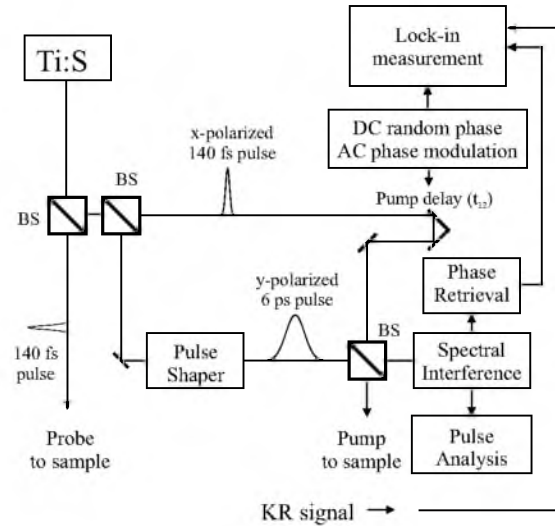 Ti:S
Lock-in
measurement
DC random phase
AC phase modulation
x-polarized
140 fs pulse
BS
BS
Pump delay (t₁₂)
y-polarized
6 ps pulse
Phase
Retrieval
140 fs
pulse
Pulse
Shaper
BS
Spectral
Interference
Probe
to sample
Pump
to sample
Pulse
Analysis
KR signal